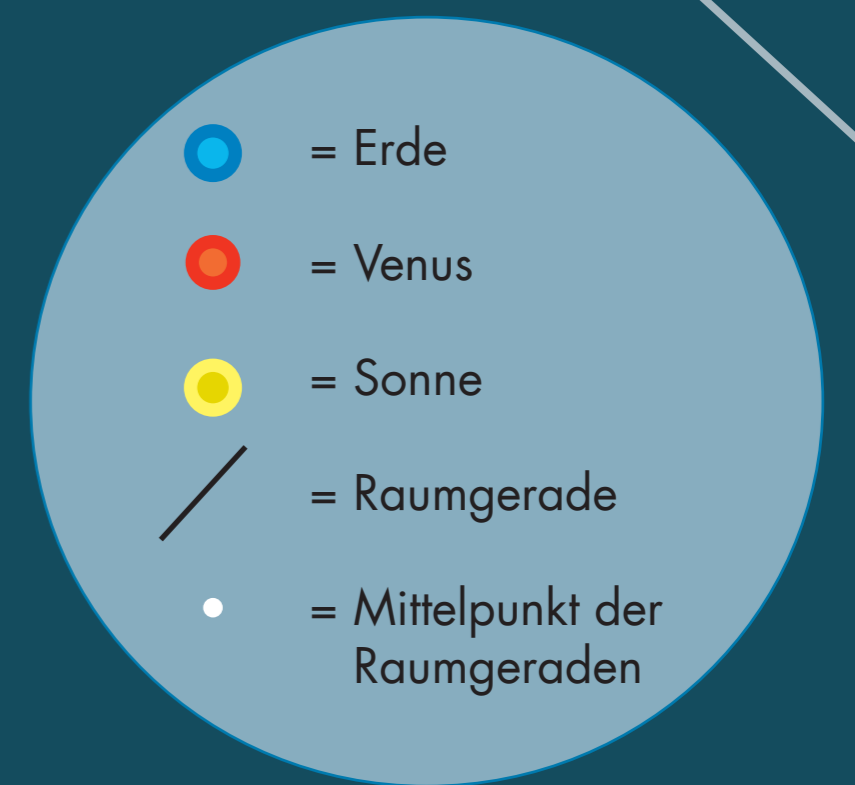 = Erde
= Venus
= Sonne
= Raumgerade
= Mittelpunkt der
Raumgeraden